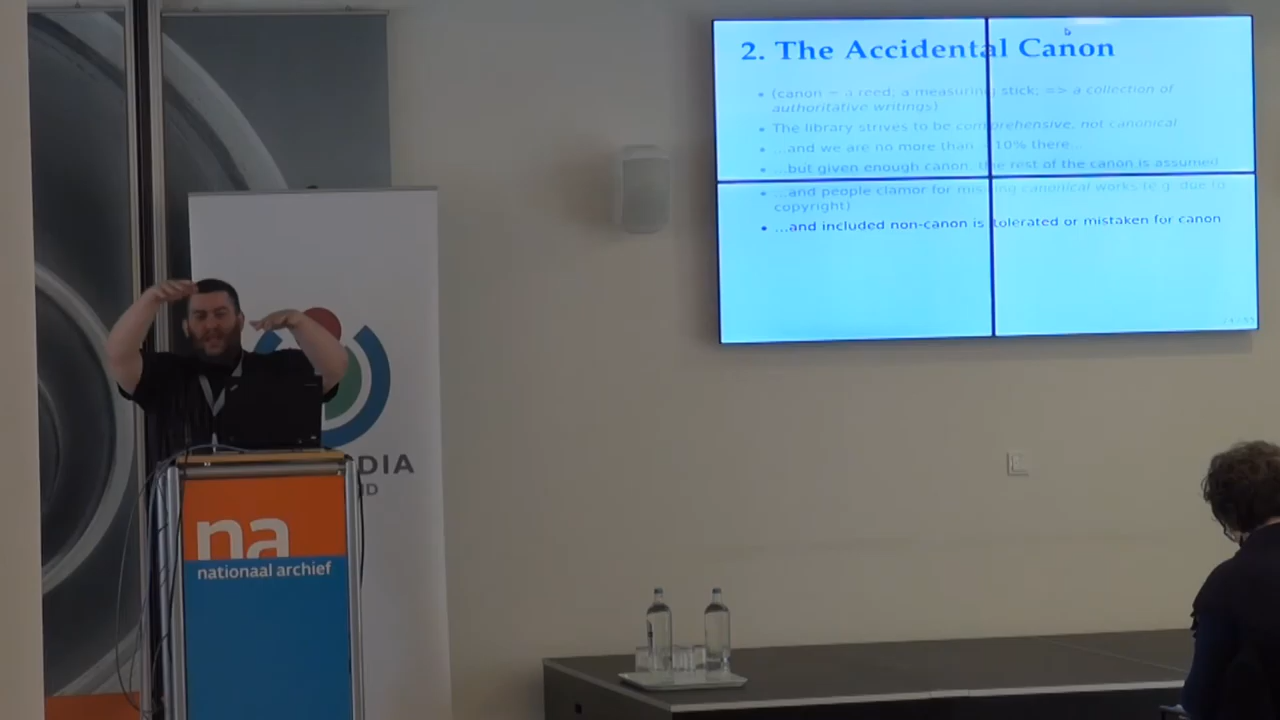 2. The Accidental Canon
• (canon = a reed; a measuring stick; => a collection of
authoritative writings)
• The library strives to be comprehensive, not canonical
• ...and we are no more than ~10% there...
• ...but given enough canon, the rest of the canon is assumed
• ...and people clamor for missing canonical works (e.g. due to
copyright)
• ...and included non-canon is tolerated or mistaken for canon
DIA
ND
na
nationaal archief